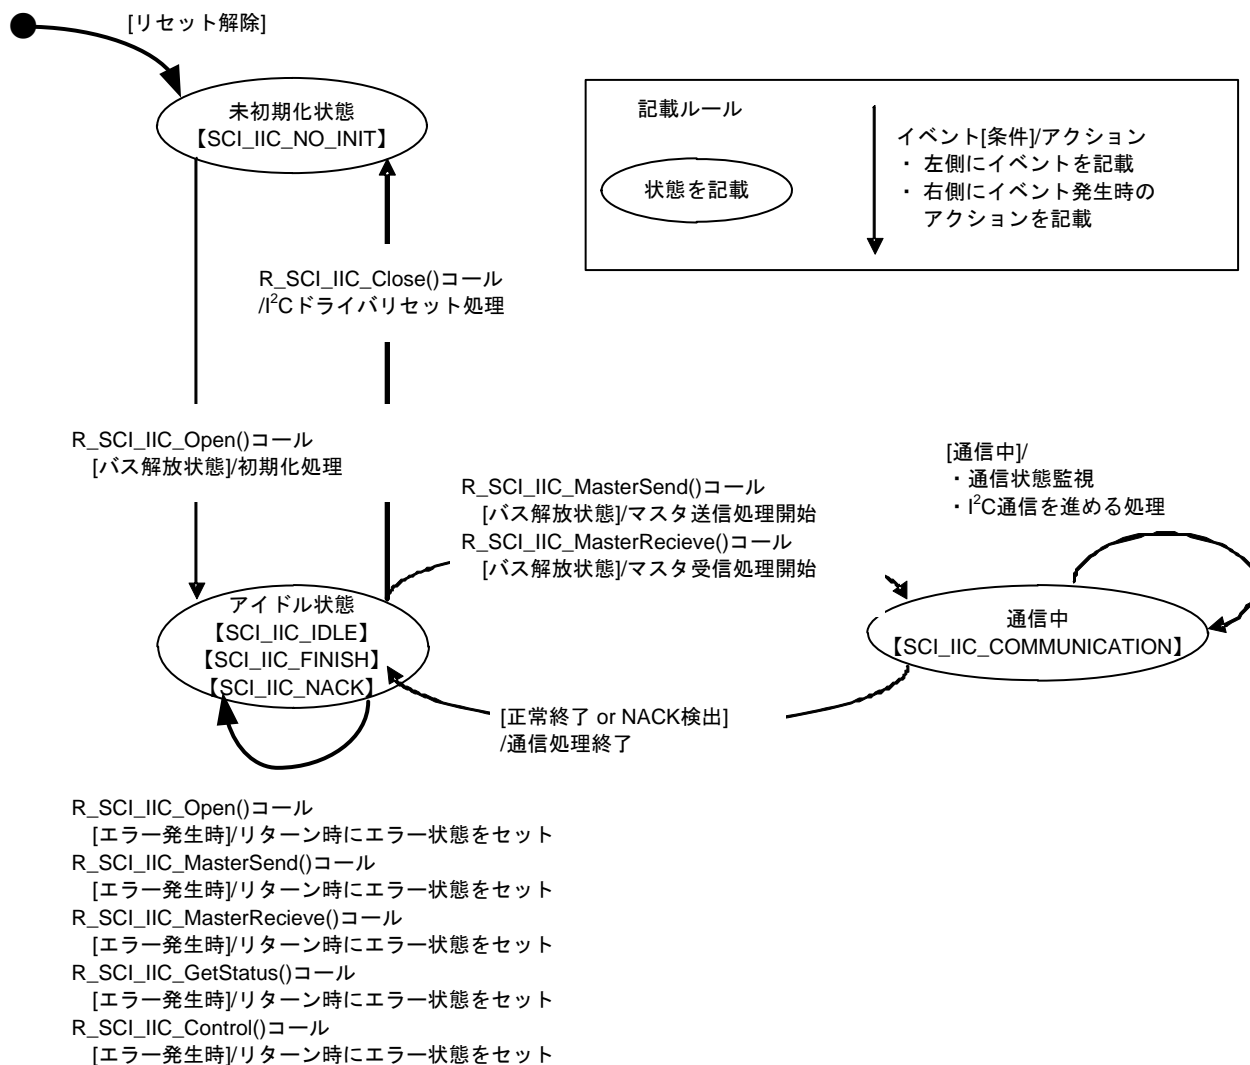 [リセット解除]
未初期化状態
【SCI_IIC_NO_INIT】
記載ルール
状態を記載
イベント[条件]/アクション
・ 左側にイベントを記載
・ 右側にイベント発生時の
アクションを記載
R_SCI_IIC_Close()コール
/I²Cドライバリセット処理
R_SCI_IIC_Open()コール
[バス解放状態]/初期化処理
R_SCI_IIC_MasterSend()コール
[バス解放状態]/マスタ送信処理開始
R_SCI_IIC_MasterRecieve()コール
[バス解放状態]/マスタ受信処理開始
[通信中]/
・通信状態監視
・I²C通信を進める処理
アイドル状態
【SCI_IIC_IDLE】
【SCI_IIC_FINISH】
【SCI_IIC_NACK】
通信中
【SCI_IIC_COMMUNICATION】
[正常終了 or NACK検出]
/通信処理終了
R_SCI_IIC_Open()コール
[エラー発生時]/リターン時にエラー状態をセット
R_SCI_IIC_MasterSend()コール
[エラー発生時]/リターン時にエラー状態をセット
R_SCI_IIC_MasterRecieve()コール
[エラー発生時]/リターン時にエラー状態をセット
R_SCI_IIC_GetStatus()コール
[エラー発生時]/リターン時にエラー状態をセット
R_SCI_IIC_Control()コール
[エラー発生時]/リターン時にエラー状態をセット